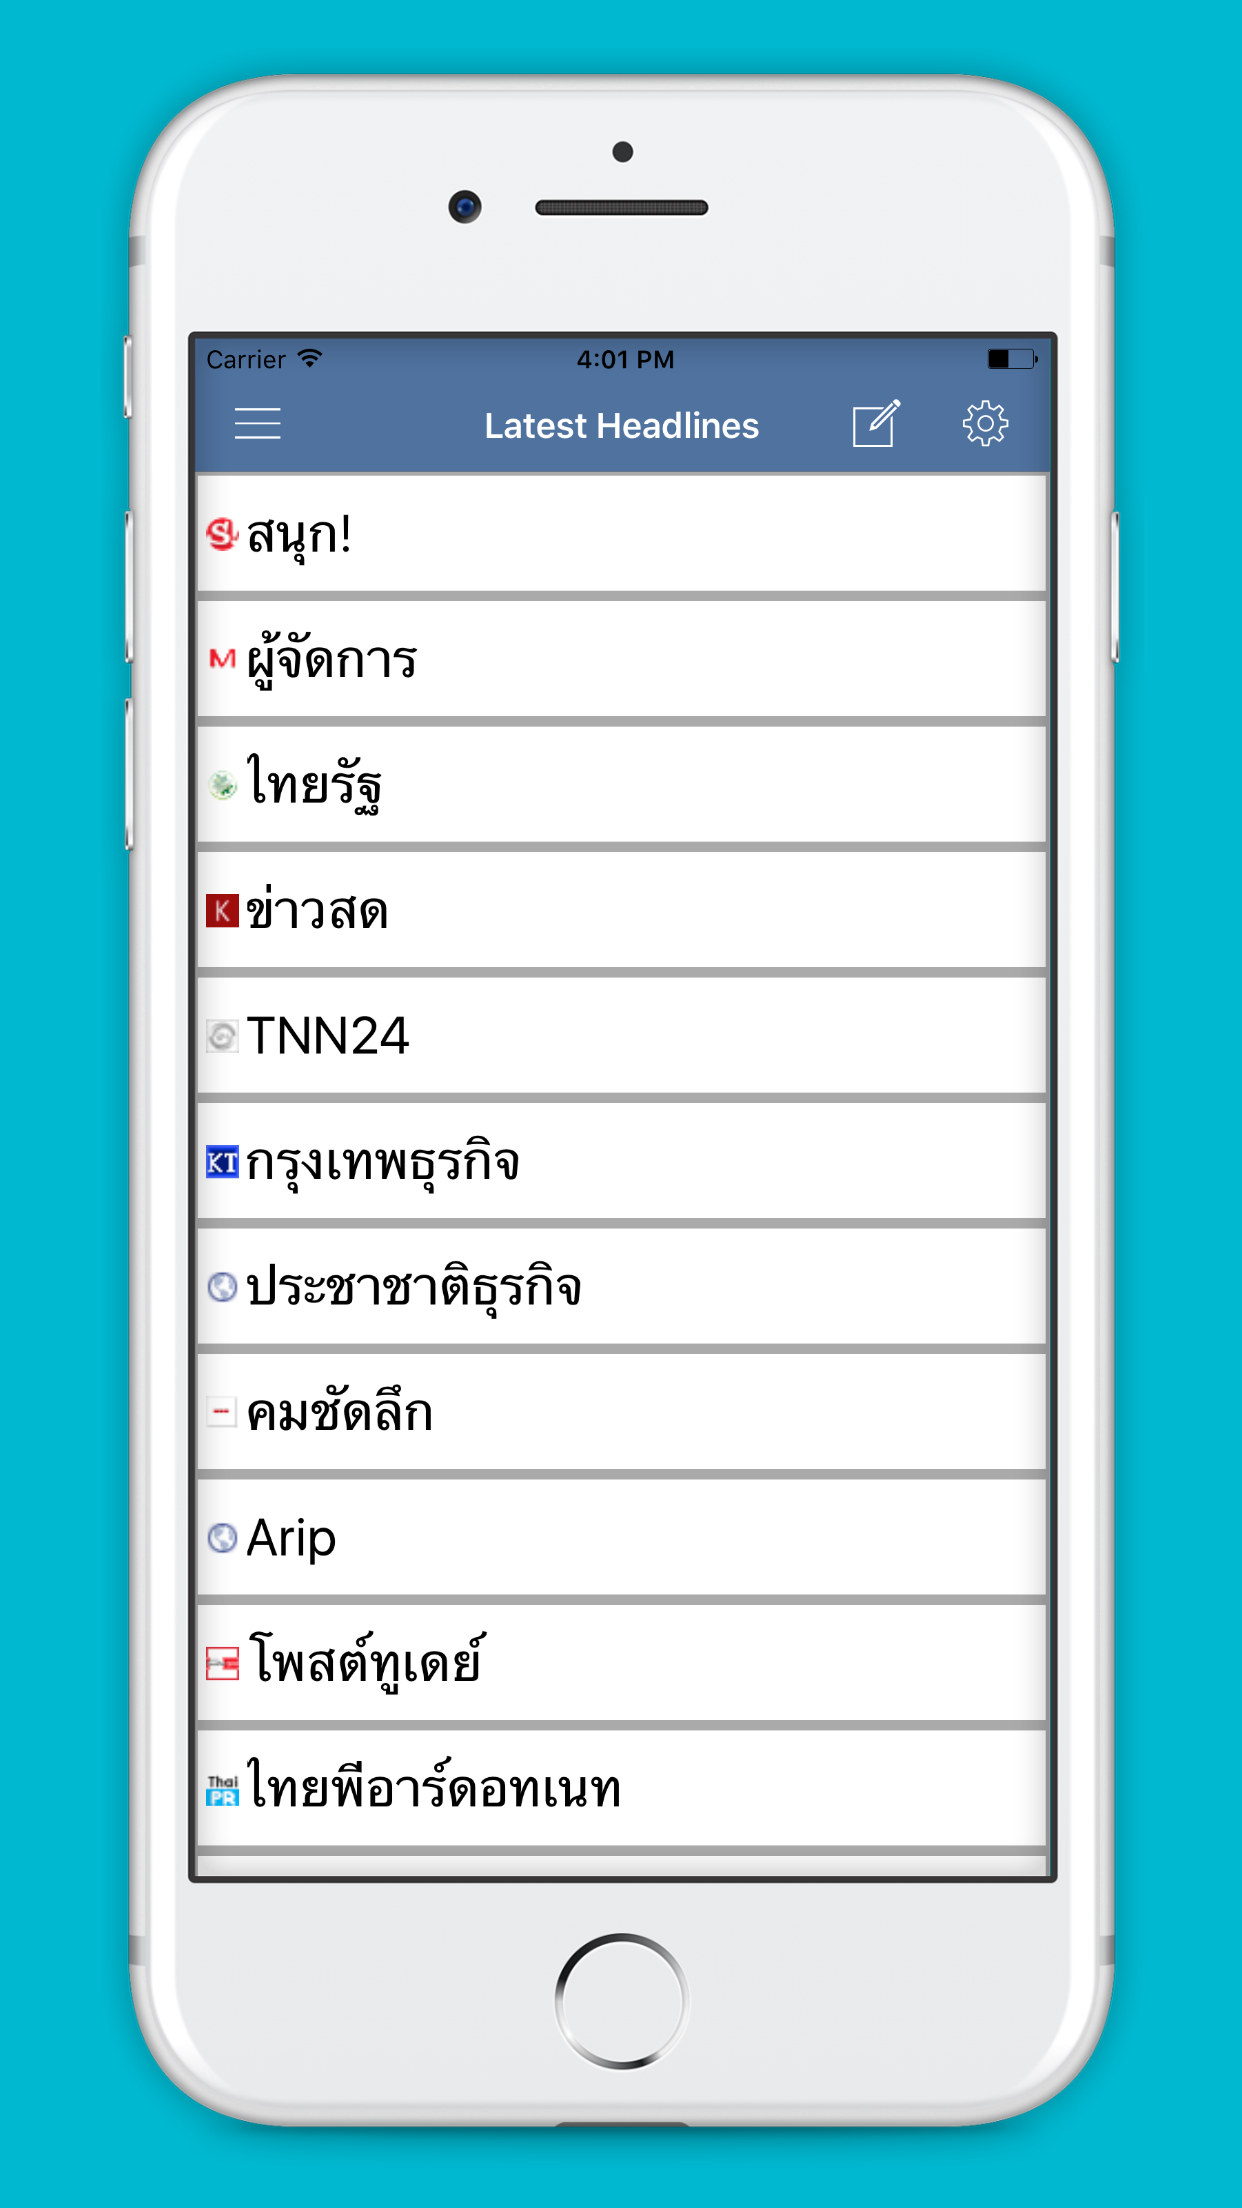 Carrier
4:01 PM
Latest Headlines
S สนุก!
M ผู้จัดการ
ไทยรัฐ
K ข่าวสด
TNN24
KT กรุงเทพธุรกิจ
ประชาชาติธุรกิจ
คมชัดลึก
Arip
โพสต์ทูเดย์
Thai
PR
ไทยพีอาร์ดอทเนท